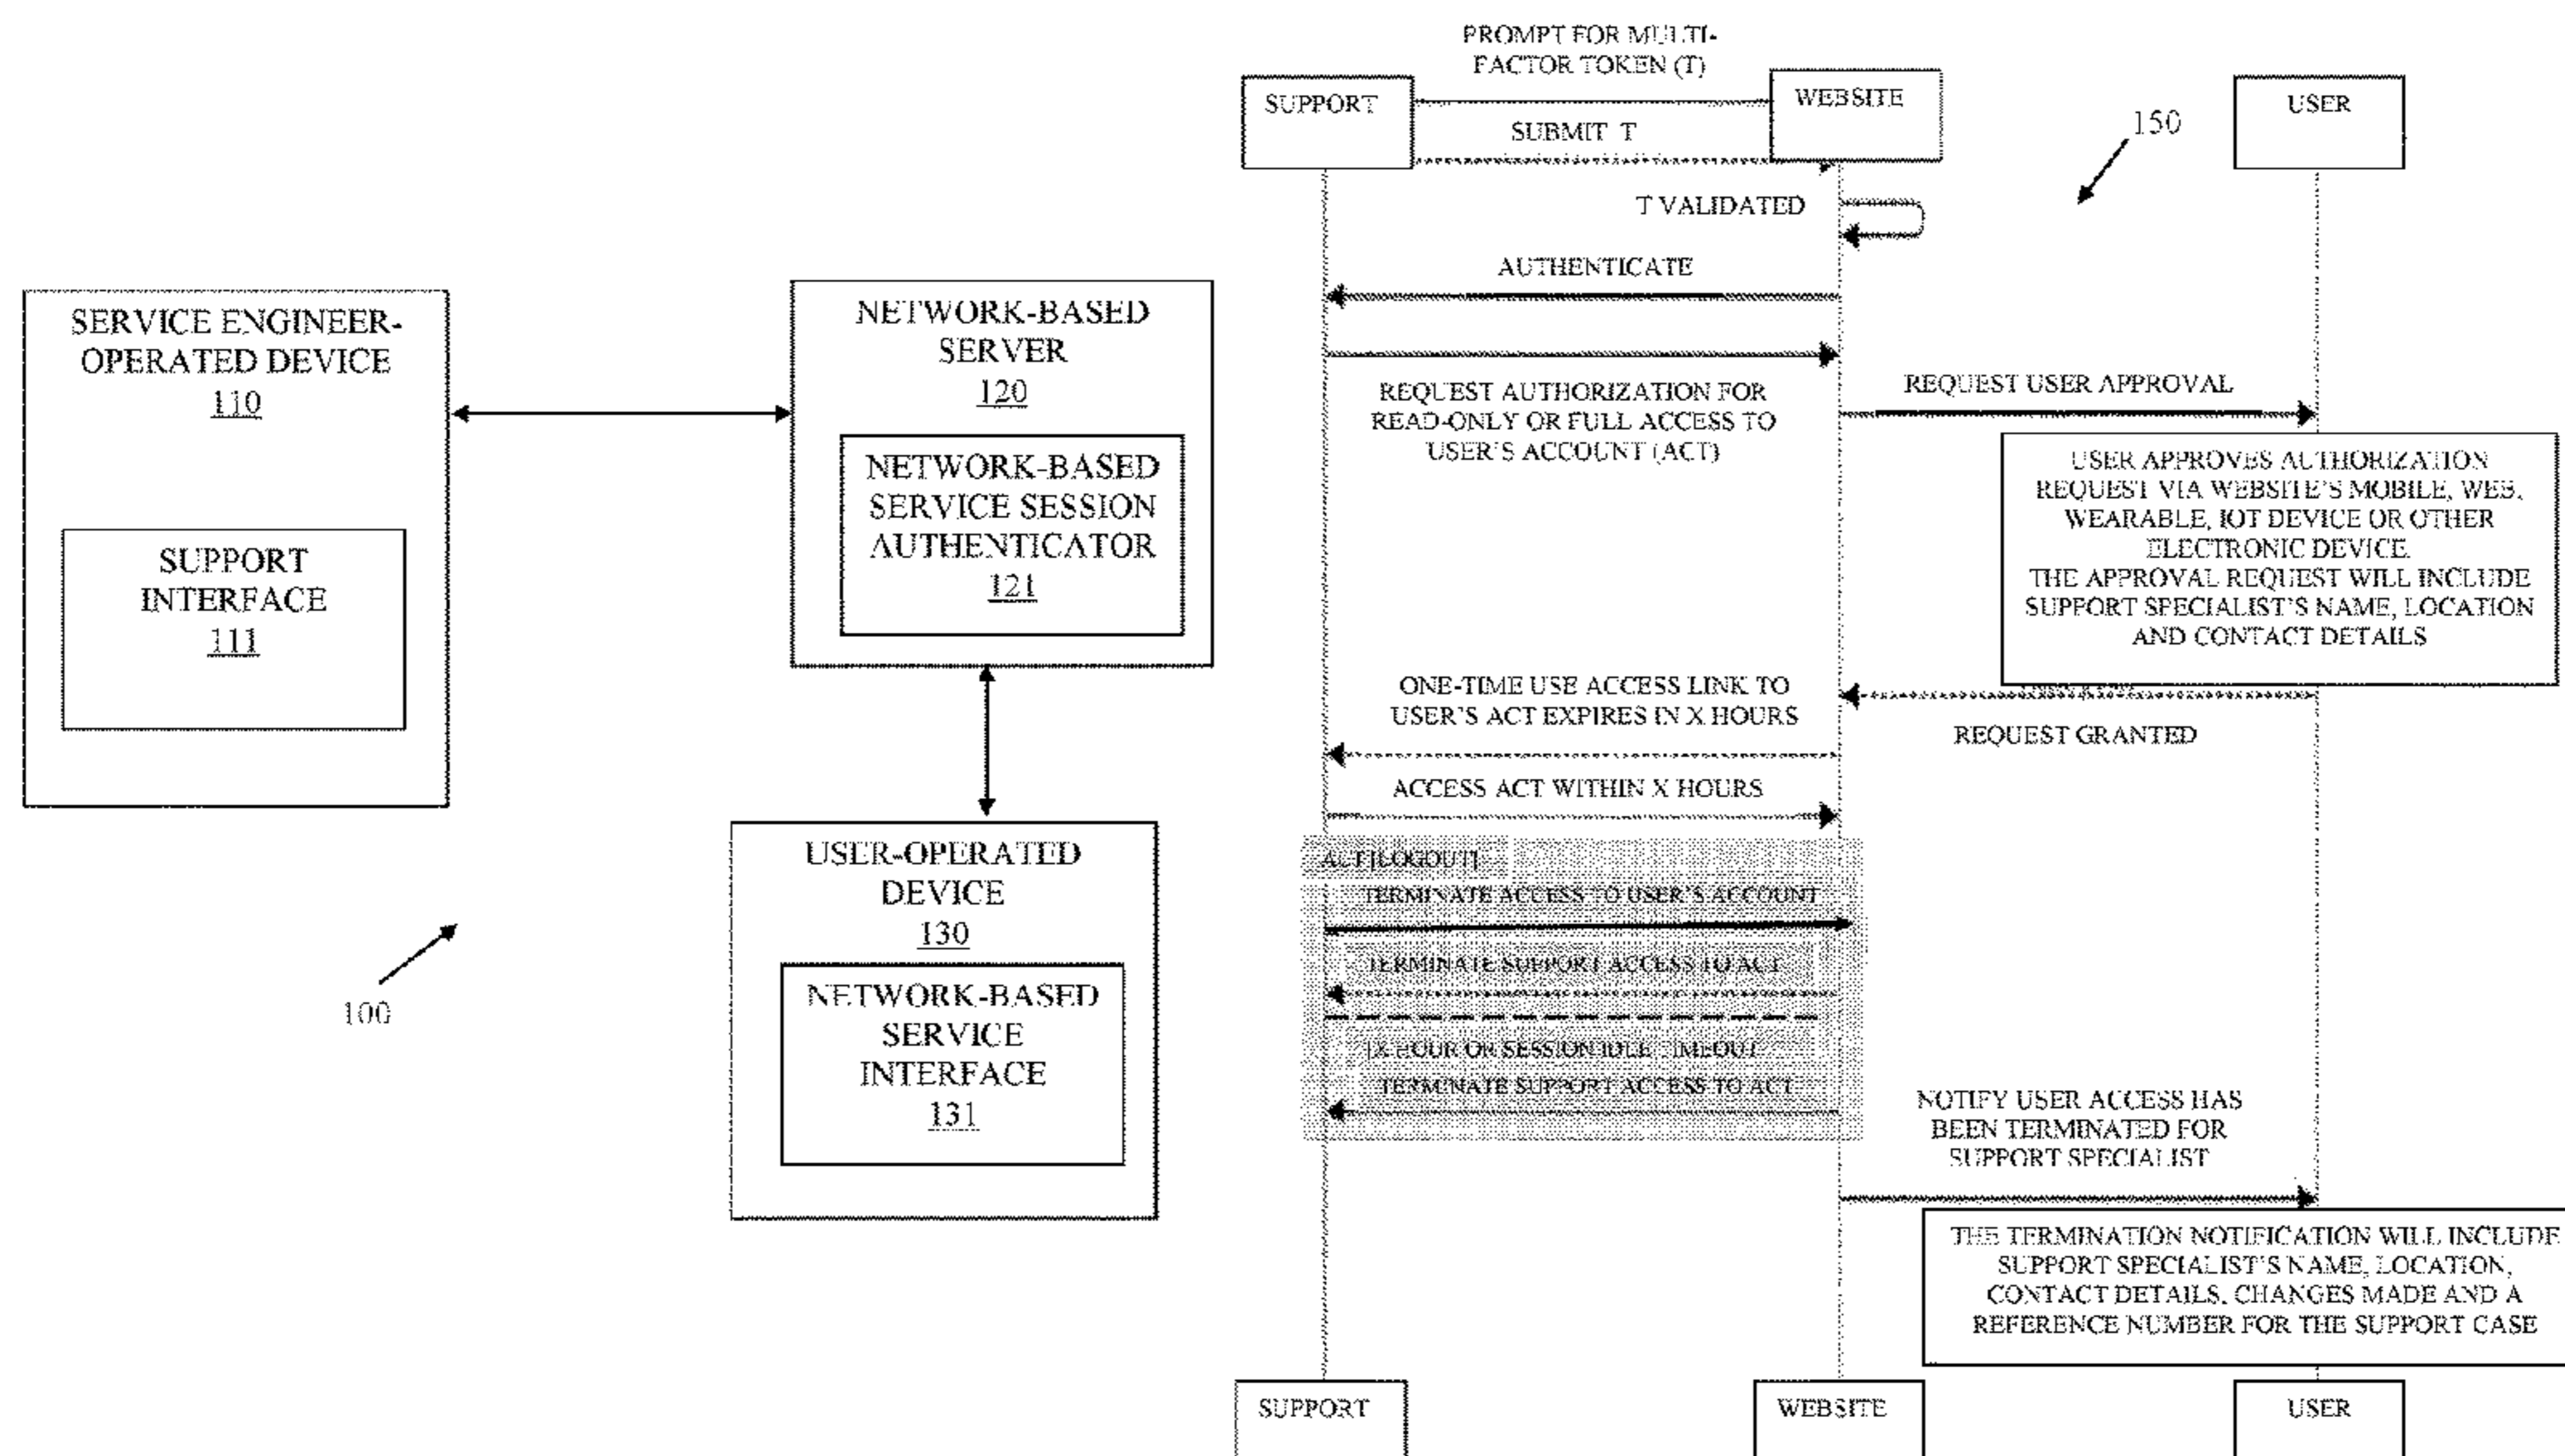 SERVICE ENGINEER-
OPERATED DEVICE
110
SUPPORT
INTERFACE
111
NETWORK-BASED
SERVER
120
NETWORK-BASED
SERVICE SESSION
AUTHENTICATOR
121
USER-OPERATED
DEVICE
130
NETWORK-BASED
SERVICE
INTERFACE
131
100
PROMPT FOR MULTI-
FACTOR TOKEN (T)
SUPPORT
WEBSITE
USER
SUBMIT T
150
T VALIDATED
AUTHENTICATE
REQUEST AUTHORIZATION FOR
READ-ONLY OR FULL ACCESS TO
USER'S ACCOUNT (ACT)
REQUEST USER APPROVAL
USER APPROVES AUTHORIZATION
REQUEST VIA WEBSITE'S MOBILE, WEB,
WEARABLE, IOT DEVICE OR OTHER
ELECTRONIC DEVICE.
THE APPROVAL REQUEST WILL INCLUDE
SUPPORT SPECIALIST'S NAME, LOCATION
AND CONTACT DETAILS
REQUEST GRANTED
ONE-TIME USE ACCESS LINK TO
USER'S ACT EXPIRES IN X HOURS
ACCESS ACT WITHIN X HOURS
[LOGOUT]
TERMINATE ACCESS TO USER'S ACCOUNT
TERMINATE SUPPORT ACCESS TO ACT
[X HOUR OR SESSION IDLE TIMEOUT
TERMINATE SUPPORT ACCESS TO ACT
NOTIFY USER ACCESS HAS
BEEN TERMINATED FOR
SUPPORT SPECIALIST
THE TERMINATION NOTIFICATION WILL INCLUDE
SUPPORT SPECIALIST'S NAME, LOCATION,
CONTACT DETAILS, CHANGES MADE AND A
REFERENCE NUMBER FOR THE SUPPORT CASE
SUPPORT
WEBSITE
USER